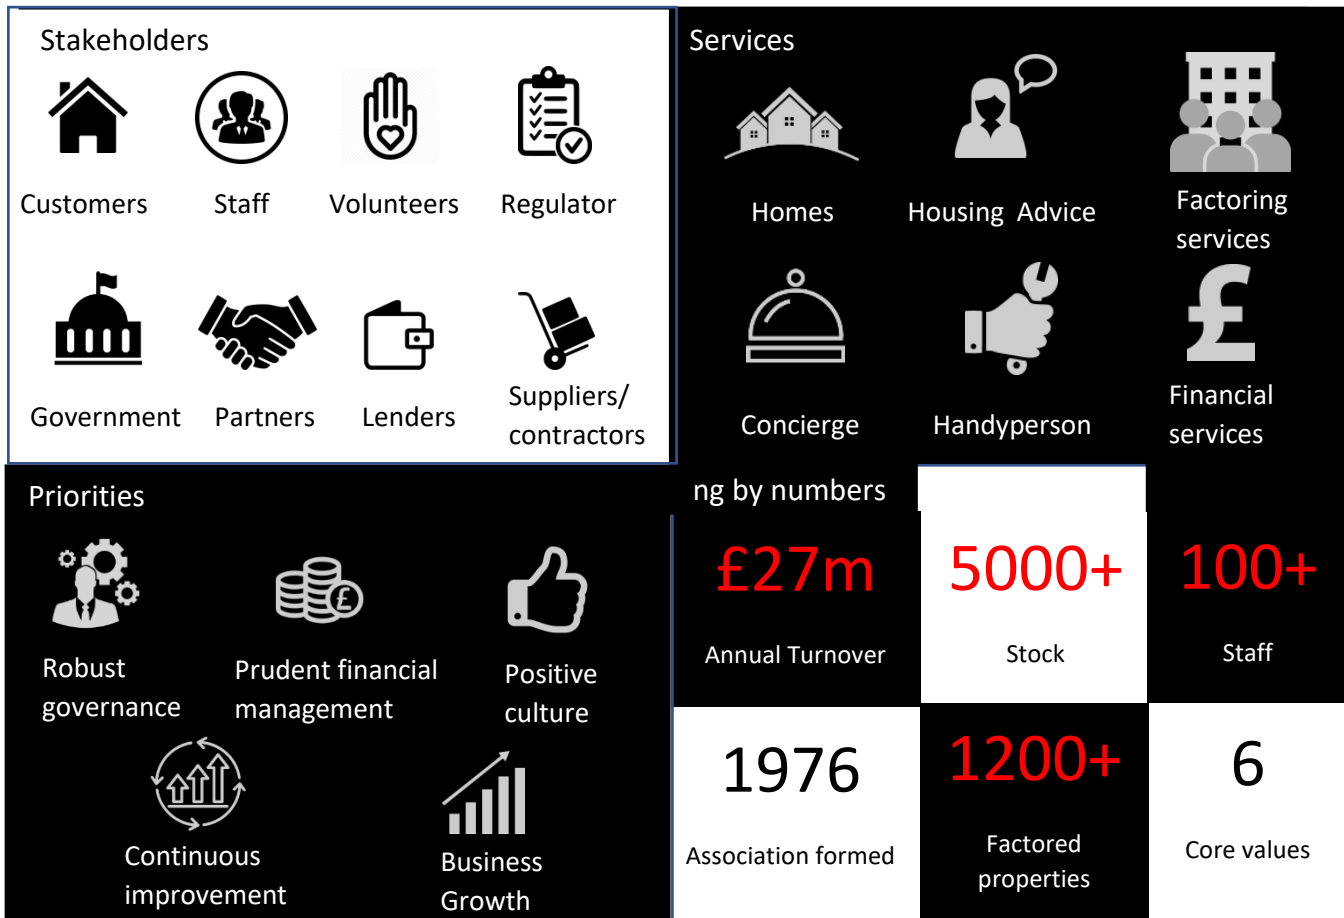 Stakeholders
Customers
Staff
Volunteers
Regulator
Government
Partners
Lenders
Suppliers/
contractors
Services
Homes
Housing Advice
Factoring
services
Concierge
Handyperson
£
Financial
services
Priorities
Robust
governance
£
Prudent financial
management
Positive
culture
Continuous
improvement
Business
Growth
ng by numbers
£27m
Annual Turnover
5000+
Stock
100+
Staff
1976
Association formed
1200+
Factored
properties
6
Core values